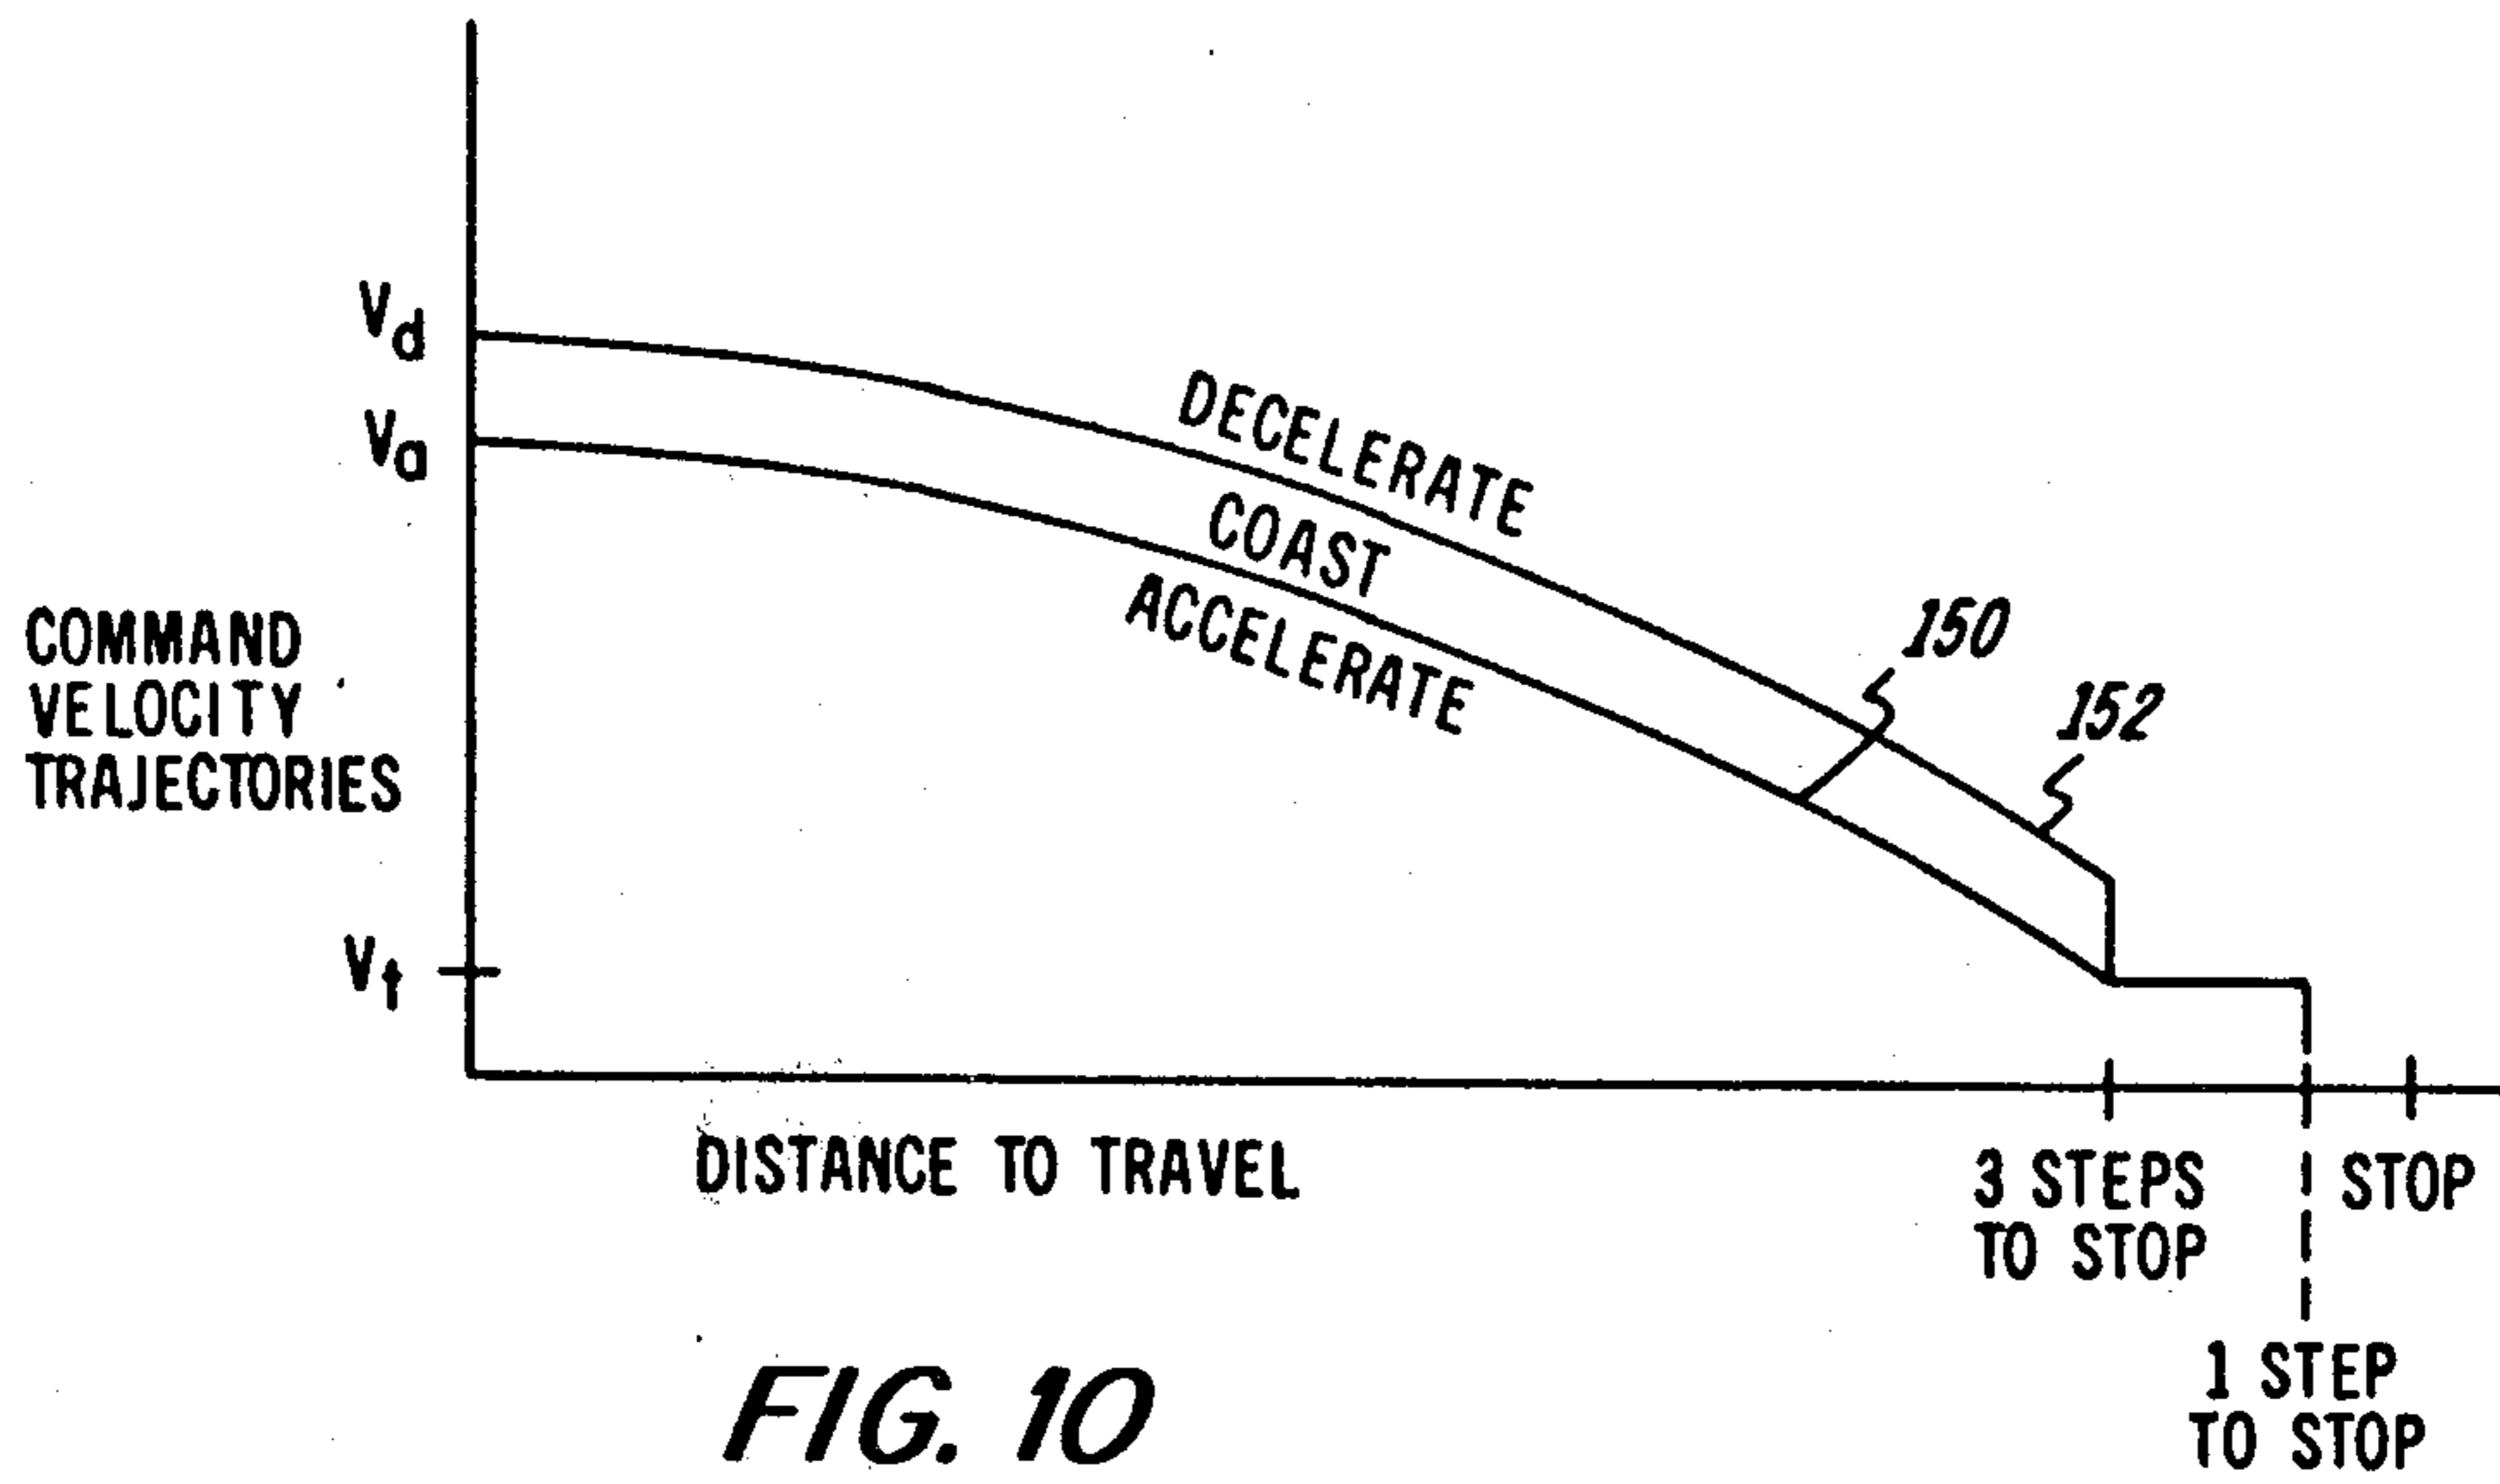 Vd
Va
COMMAND
VELOCITY
TRAJECTORIES
Vt
DECELERATE
COAST
ACCELERATE
150
152
DISTANCE TO TRAVEL
3 STEPS
TO STOP
STOP
1 STEP
TO STOP
FIG. 10